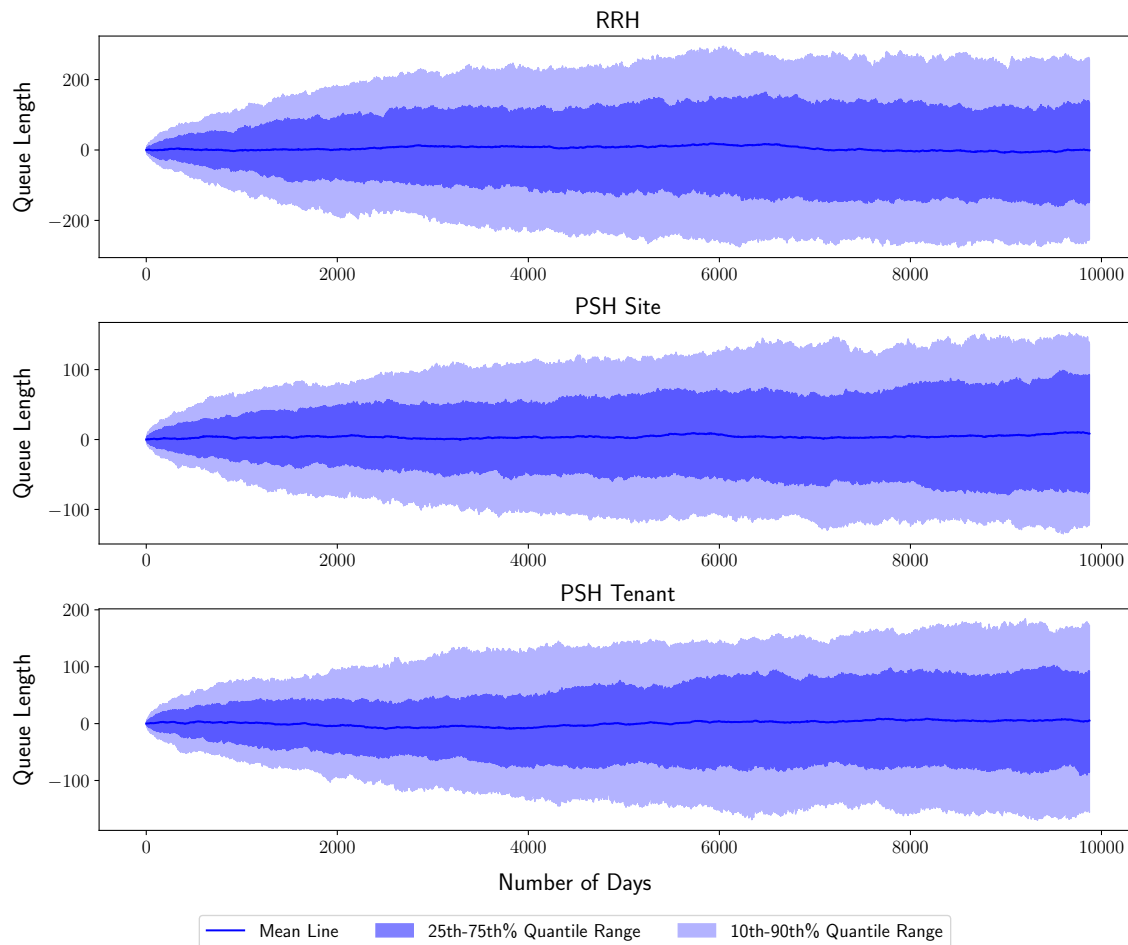 RRH
Queue Length
200
0
−200
0 2000 4000 6000 8000 10000
PSH Site
Queue Length
100
0
−100
0 2000 4000 6000 8000 10000
PSH Tenant
Queue Length
200
100
0
−100
0 2000 4000 6000 8000 10000
Number of Days
Mean Line 25th-75th% Quantile Range 10th-90th% Quantile Range